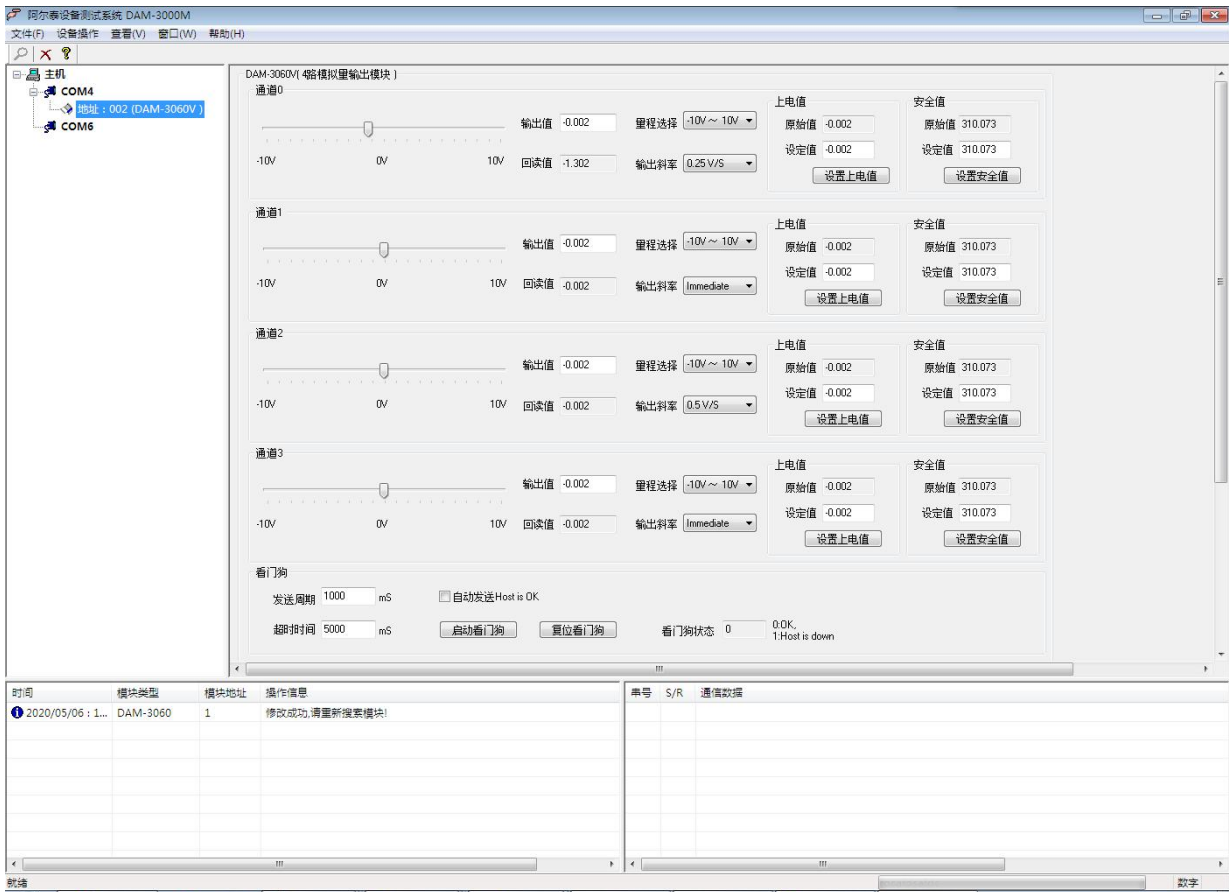 阿尔泰设备测试系统 DAM-3000M
文件(F) 设备操作 查看(V) 窗口(W) 帮助(H)
主机
COM4
地址：002 (DAM-3060V )
COM6
DAM-3060V( 4路模拟量输出模块 )
通道0
-10V 0V 10V
输出值 -0.002
回读值 -1.302
量程选择 -10V～ 10V
输出斜率 0.25 V/S
上电值
原始值 -0.002
设定值 -0.002
设置上电值
安全值
原始值 310.073
设定值 310.073
设置安全值
通道1
-10V 0V 10V
输出值 -0.002
回读值 -0.002
量程选择 -10V～ 10V
输出斜率 Immediate
上电值
原始值 -0.002
设定值 -0.002
设置上电值
安全值
原始值 310.073
设定值 310.073
设置安全值
通道2
-10V 0V 10V
输出值 -0.002
回读值 -0.002
量程选择 -10V～ 10V
输出斜率 0.5 V/S
上电值
原始值 -0.002
设定值 -0.002
设置上电值
安全值
原始值 310.073
设定值 310.073
设置安全值
通道3
-10V 0V 10V
输出值 -0.002
回读值 -0.002
量程选择 -10V～ 10V
输出斜率 Immediate
上电值
原始值 -0.002
设定值 -0.002
设置上电值
安全值
原始值 310.073
设定值 310.073
设置安全值
看门狗
发送周期 1000 mS 自动发送Host is OK
超时时间 5000 mS 启动看门狗 复位看门狗 看门狗状态 0
0:OK,
1:Host is down
时间 模块类型 模块地址 操作信息
2020/05/06 : 1... DAM-3060 1 修改成功,请重新搜索模块!
串号 S/R 通信数据
就绪 数字